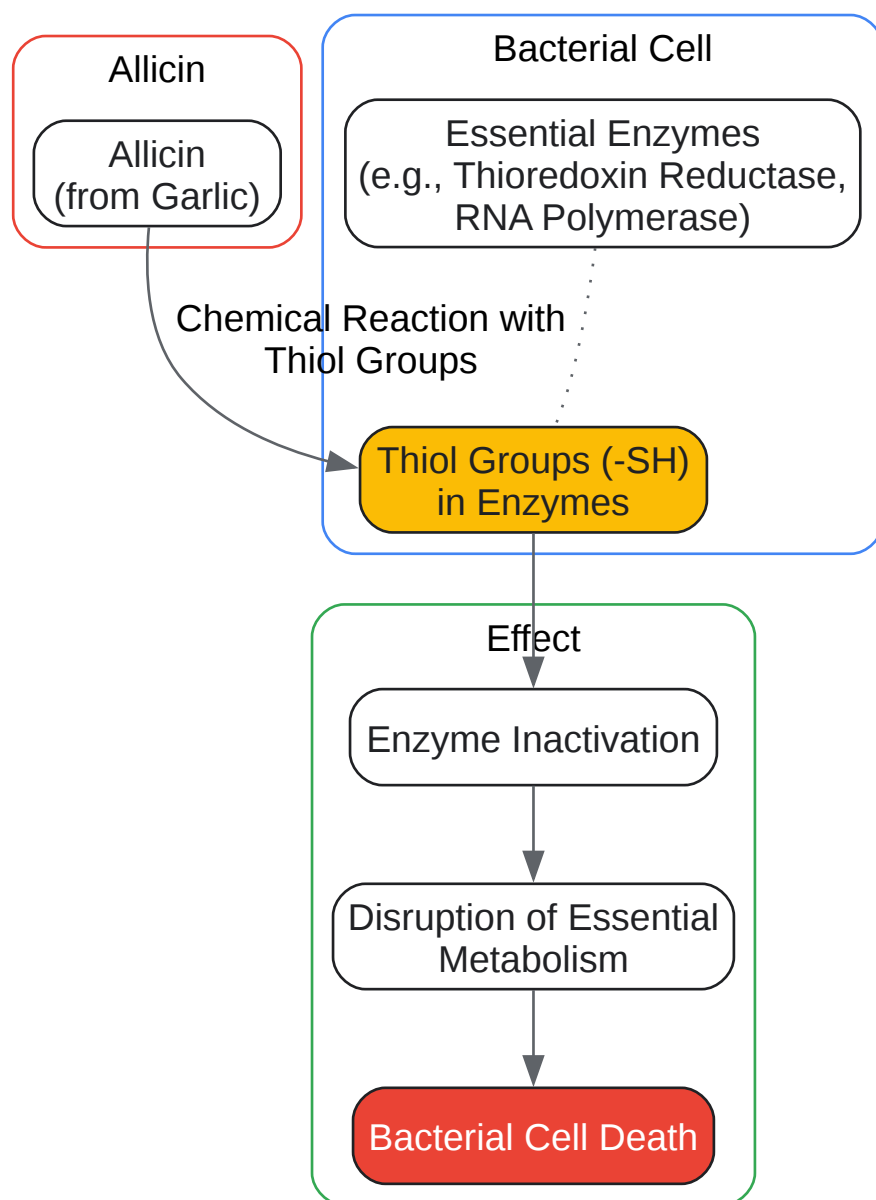 Allicin
Allicin
(from Garlic)
Bacterial Cell
Essential Enzymes
(e.g., Thioredoxin Reductase,
RNA Polymerase)
Chemical Reaction with
Thiol Groups
Thiol Groups (-SH)
in Enzymes
Effect
Enzyme Inactivation
Disruption of Essential
Metabolism
Bacterial Cell Death